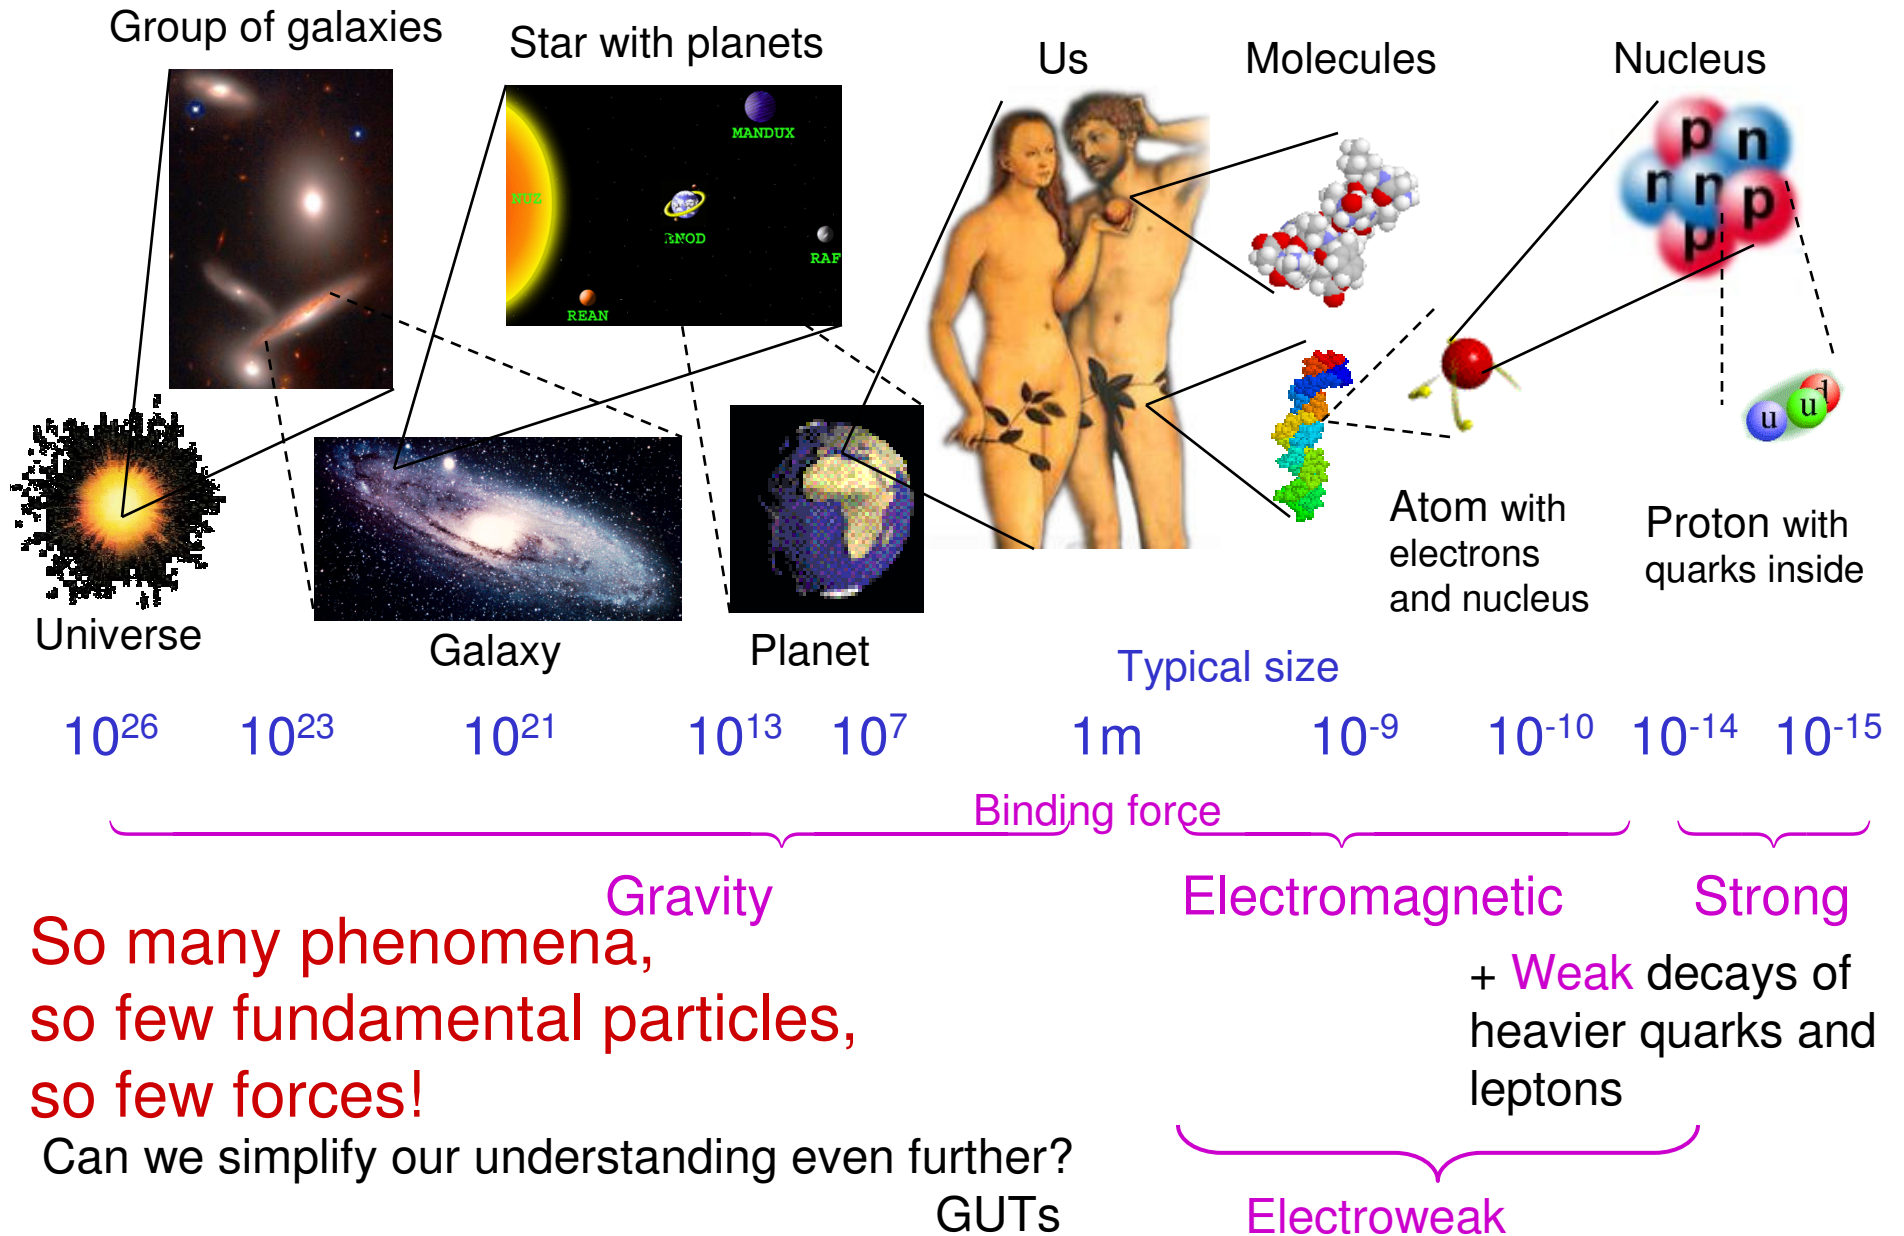 Group of galaxies
Star with planets
Us
Molecules
Nucleus
MANDUX
NUZ
RNOD
RAF
REAN
p n
n n p
p
u u d
Universe
Galaxy
Planet
Atom with
electrons
and nucleus
Proton with
quarks inside
Typical size
10^26 10^23 10^21 10^13 10^7 1m 10^-9 10^-10 10^-14 10^-15
Binding force
Gravity
Electromagnetic
Strong
So many phenomena,
so few fundamental particles,
so few forces!
+ Weak decays of
heavier quarks and
leptons
Can we simplify our understanding even further?
GUTs
Electroweak